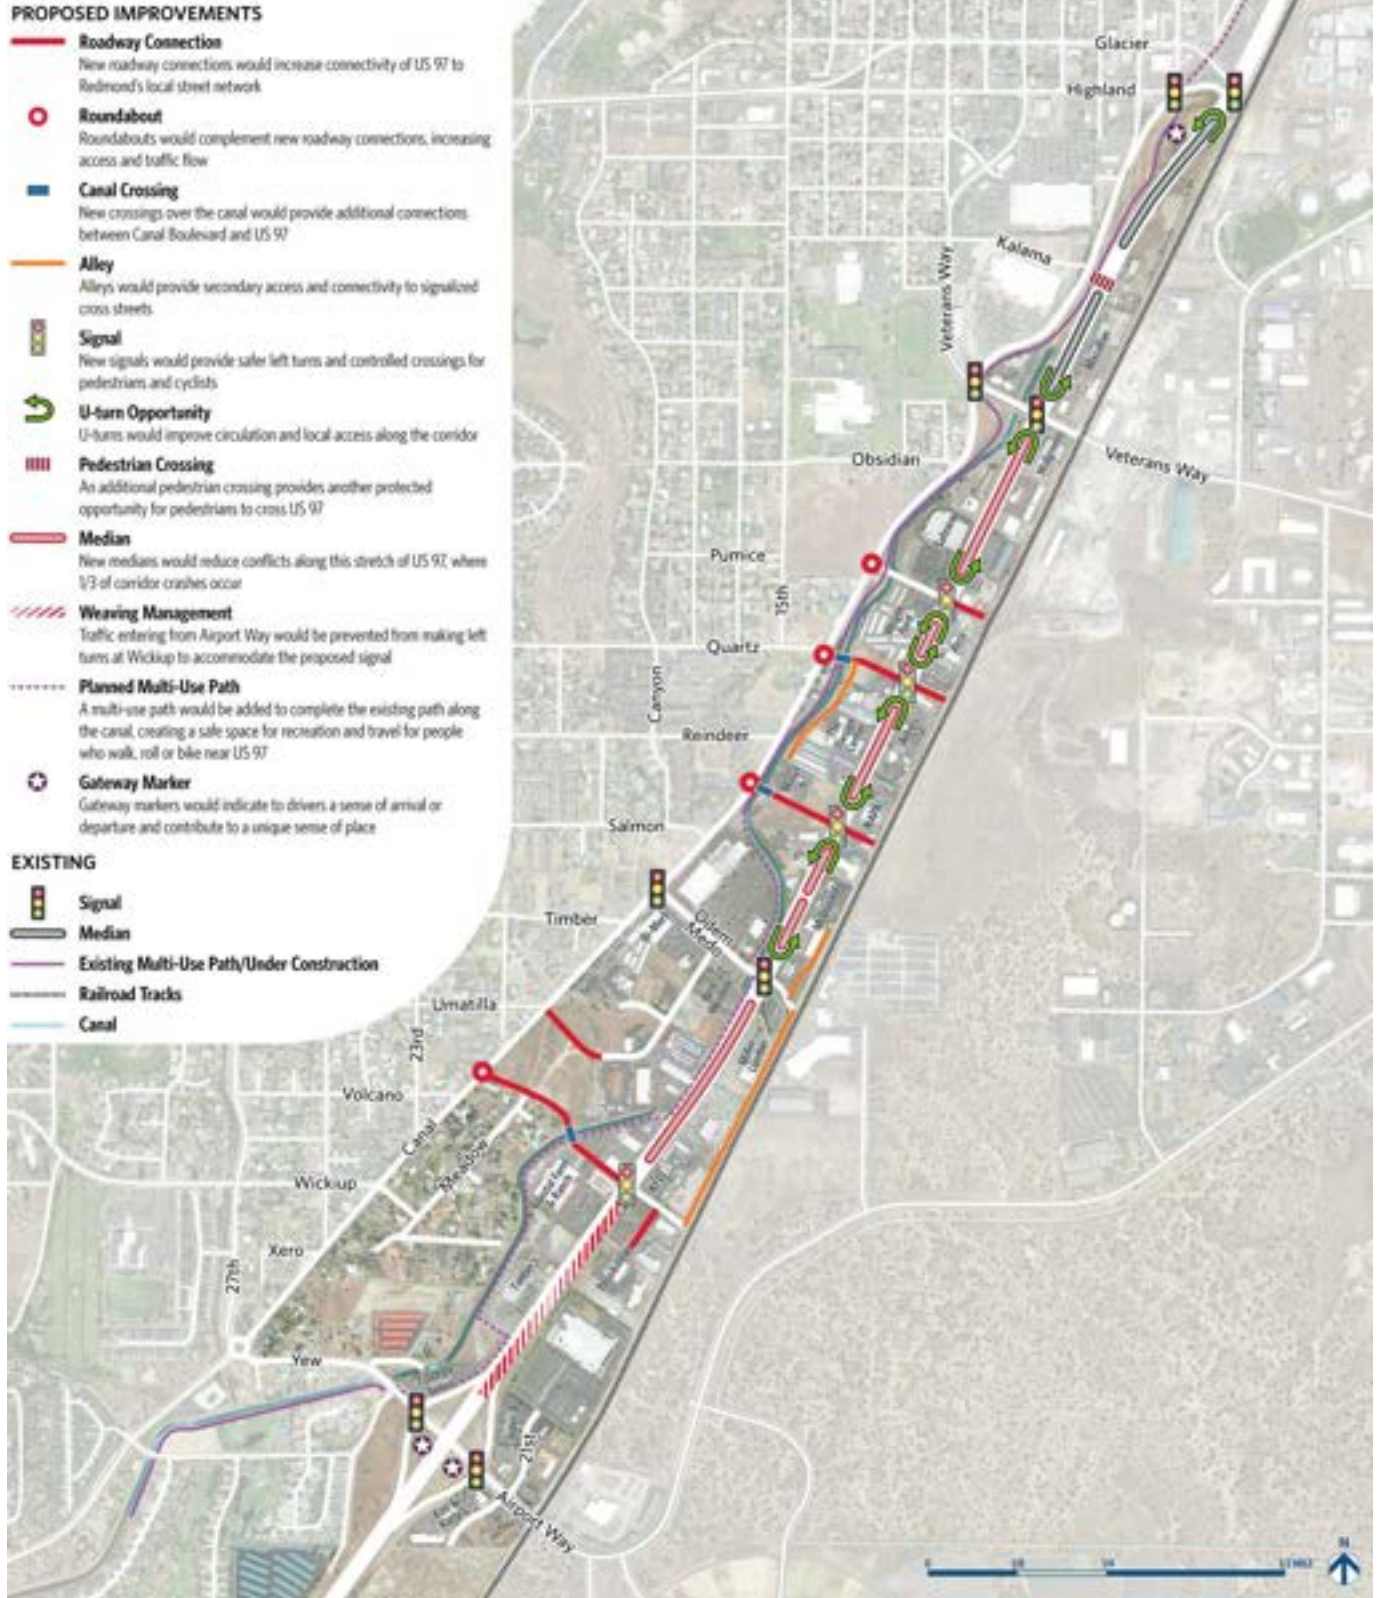 PROPOSED IMPROVEMENTS
Roadway Connection
New roadway connections would increase connectivity of US 97 to
Redmond's local street network
Roundabout
Roundabouts would complement new roadway connections, increasing
access and traffic flow
Canal Crossing
New crossings over the canal would provide additional connections
between Canal Boulevard and US 97
Alley
Alleys would provide secondary access and connectivity to signalized
cross streets
Signal
New signals would provide safer left turns and controlled crossings for
pedestrians and cyclists
U-turn Opportunity
U-turns would improve circulation and local access along the corridor
Pedestrian Crossing
An additional pedestrian crossing provides another protected
opportunity for pedestrians to cross US 97
Median
New medians would reduce conflicts along this stretch of US 97, where
1/3 of corridor crashes occur
Weaving Management
Traffic entering from Airport Way would be prevented from making left
turns at Wickiup to accommodate the proposed signal
Planned Multi-Use Path
A multi-use path would be added to complete the existing path along
the canal, creating a safe space for recreation and travel for people
who walk, roll or bike near US 97
Gateway Marker
Gateway markers would indicate to drivers a sense of arrival or
departure and contribute to a unique sense of place
EXISTING
Signal
Median
Existing Multi-Use Path/Under Construction
Railroad Tracks
Canal
Glacier
Highland
Kalama
Veterans Way
Veterans Way
Obsidian
Pumice
15th
Quartz
Canyon
Reindeer
Salmon
Timber
Odem
Medo
Umatilla
23rd
Volcano
Canal
Meadow
Wickiup
Xero
27th
Yew
21st
Airport Way
N